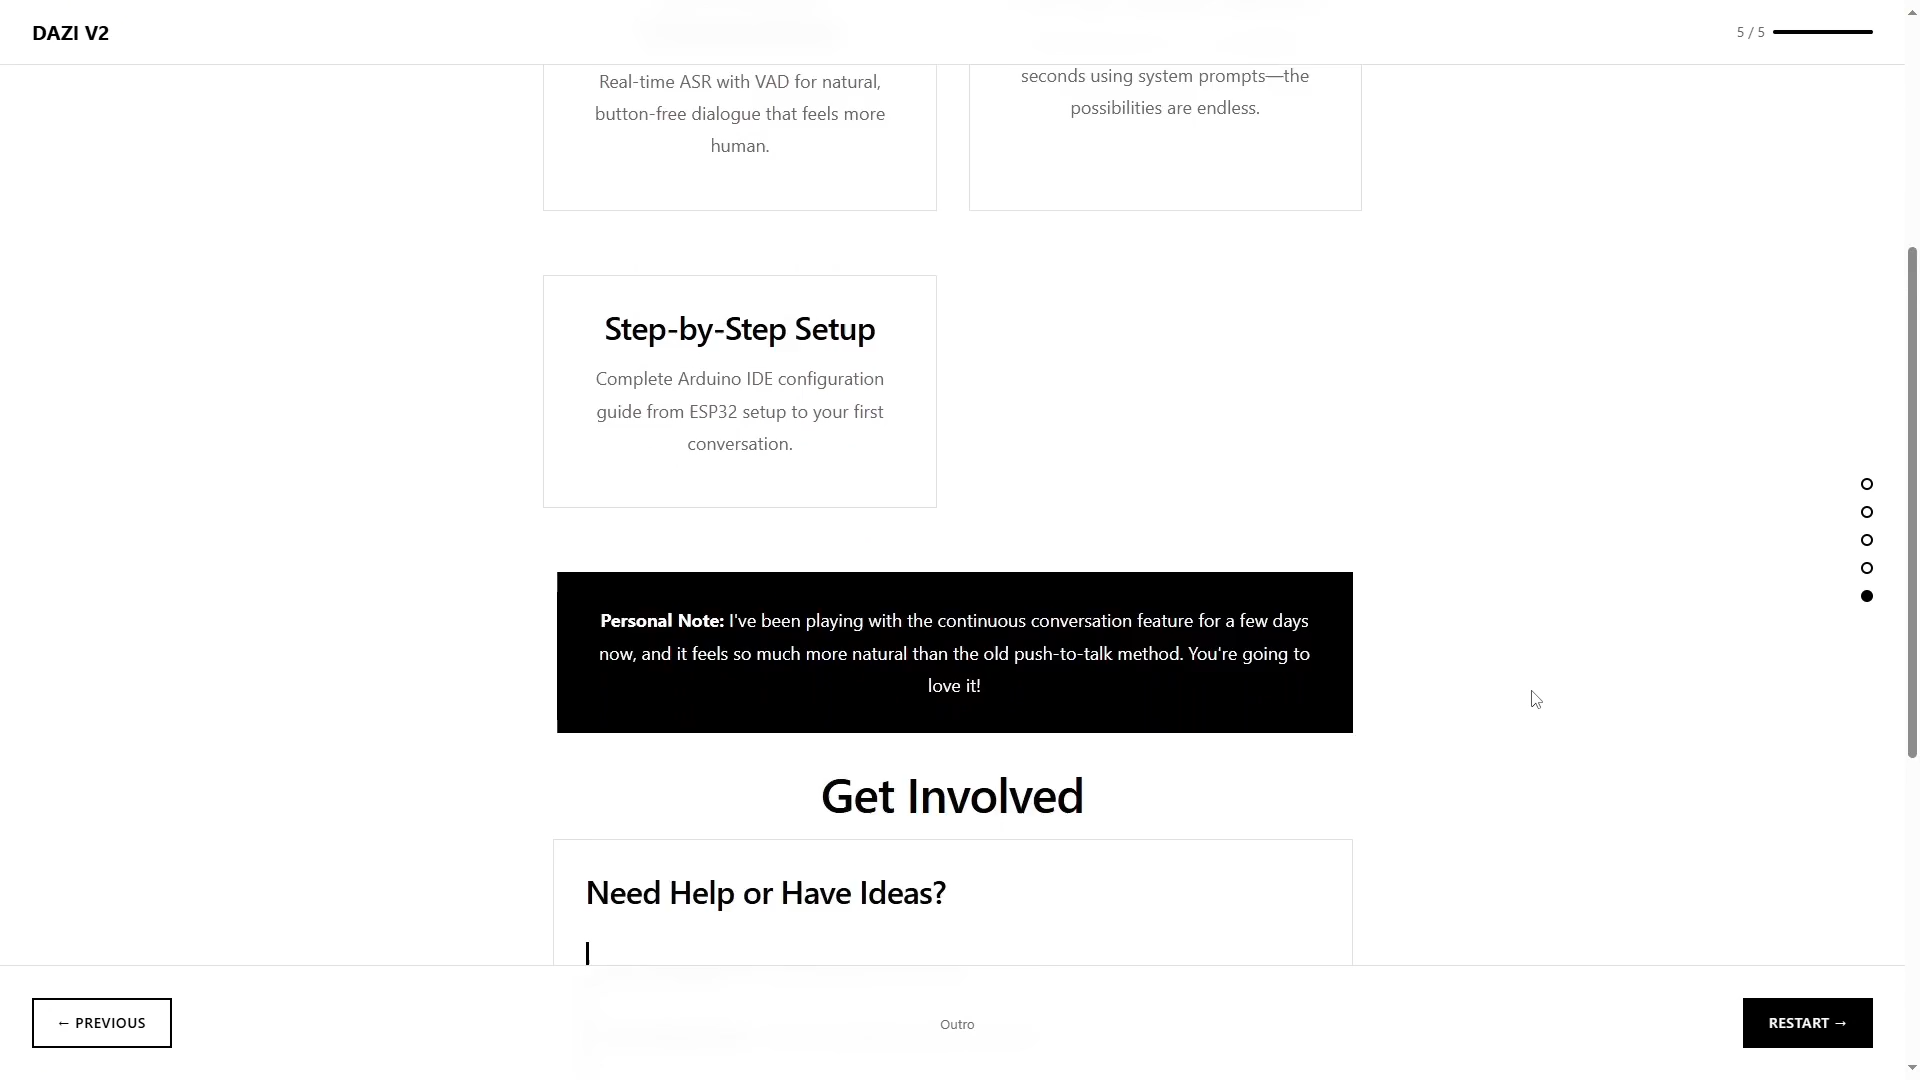 DAZI V2
5 / 5
Real-time ASR with VAD for natural,
button-free dialogue that feels more
human.
seconds using system prompts—the
possibilities are endless.
Step-by-Step Setup
Complete Arduino IDE configuration
guide from ESP32 setup to your first
conversation.
Personal Note: I've been playing with the continuous conversation feature for a few days
now, and it feels so much more natural than the old push-to-talk method. You're going to
love it!
Get Involved
Need Help or Have Ideas?
← PREVIOUS
Outro
RESTART →